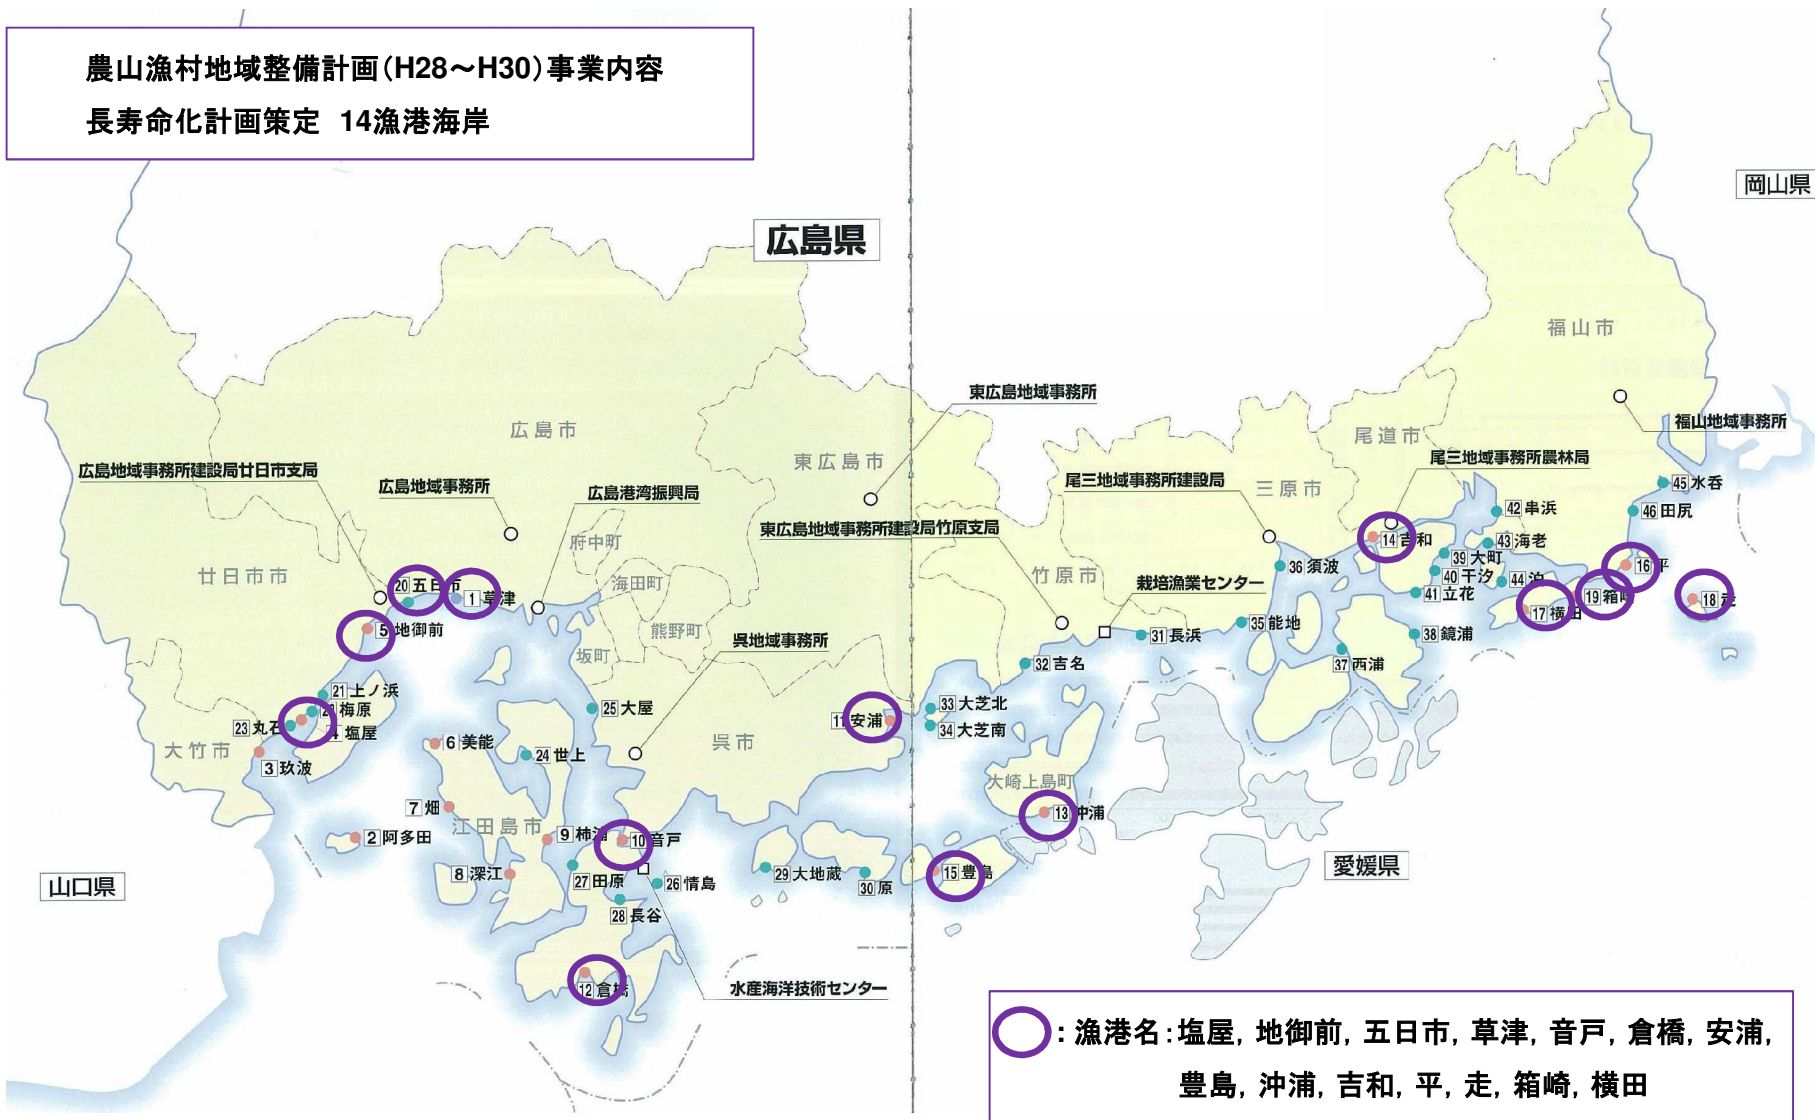 農山漁村地域整備計画(H28～H30)事業内容
長寿命化計画策定 14漁港海岸
岡山県
広島県
福山市
東広島地域事務所
福山地域事務所
広島市
尾道市
東広島市
尾三地域事務所農林局
広島地域事務所建設局廿日市支局
広島地域事務所
広島港湾振興局
尾三地域事務所建設局
三原市
45 水呑
42 串浜
46 田尻
東広島地域事務所建設局竹原支局
府中町
14 吉和
43 海老
39 大町
廿日市市
海田町
竹原市
栽培漁業センター
36 須波
40 干汐
44 泊
16 平
20 五日市
1 草津
41 立花
19 箱崎
18 走
17 横田
5 地御前
熊野町
呉地域事務所
31 長浜
35 能地
38 鏡浦
坂町
32 吉名
37 西浦
21 上ノ浜
梅原
25 大屋
33 大芝北
23 丸石
4 塩屋
11 安浦
34 大芝南
大竹市
6 美能
24 世上
呉市
3 玖波
大崎上島町
7 畑
江田島市
13 沖浦
2 阿多田
9 柿浦
10 音戸
8 深江
27 田原
26 情島
29 大地蔵
30 原
15 豊島
愛媛県
山口県
28 長谷
12 倉橋
水産海洋技術センター
：漁港名：塩屋, 地御前, 五日市, 草津, 音戸, 倉橋, 安浦,
豊島, 沖浦, 吉和, 平, 走, 箱崎, 横田